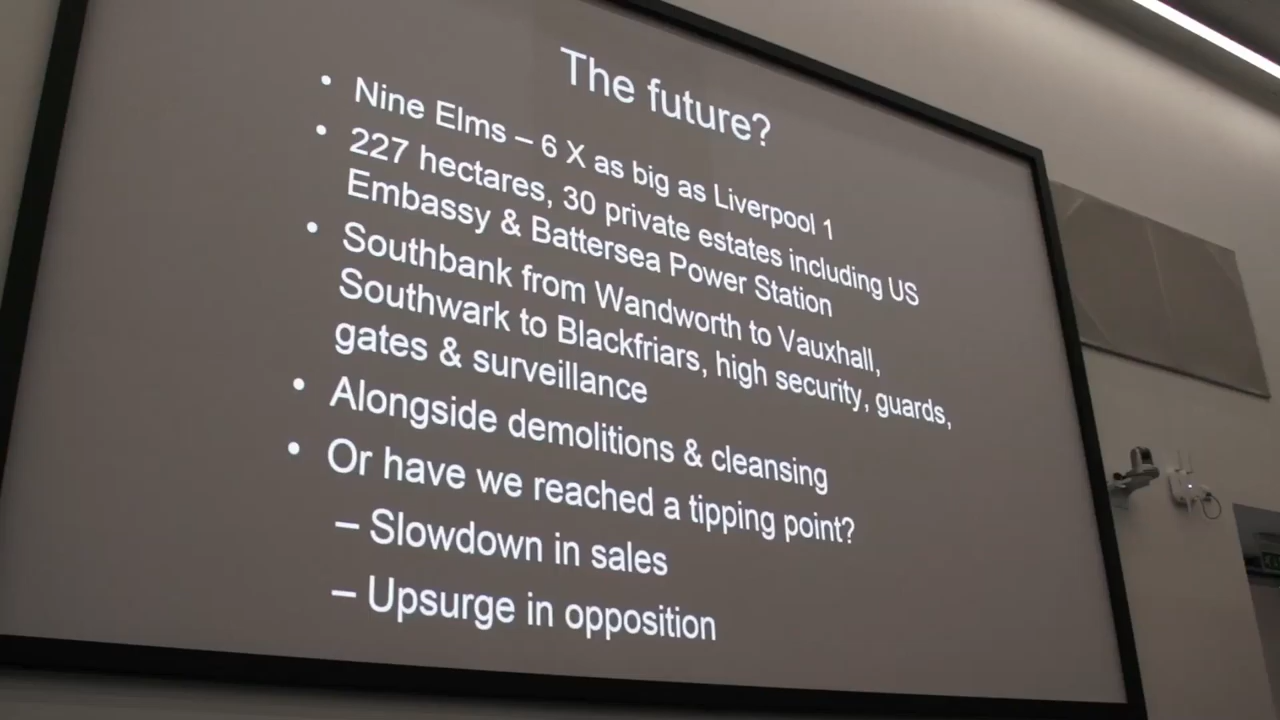 The future?
• Nine Elms – 6 X as big as Liverpool 1
• 227 hectares, 30 private estates including US
Embassy & Battersea Power Station
• Southbank from Wandworth to Vauxhall,
Southwark to Blackfriars, high security, guards,
gates & surveillance
• Alongside demolitions & cleansing
• Or have we reached a tipping point?
– Slowdown in sales
– Upsurge in opposition